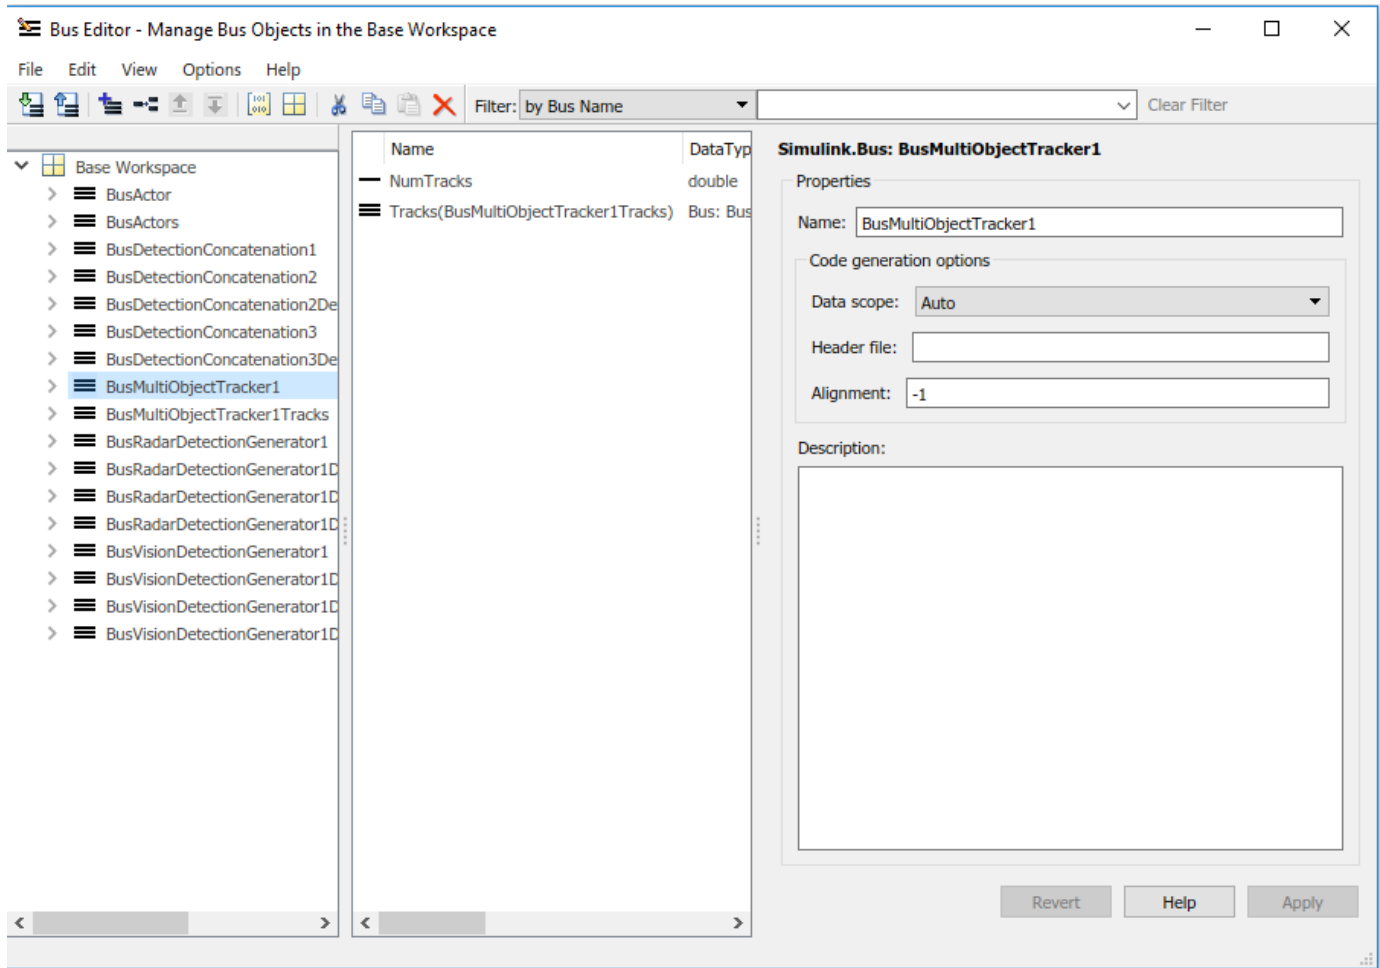 Bus Editor - Manage Bus Objects in the Base Workspace
File Edit View Options Help
Filter: by Bus Name Clear Filter
Base Workspace
BusActor
BusActors
BusDetectionConcatenation1
BusDetectionConcatenation2
BusDetectionConcatenation2De
BusDetectionConcatenation3
BusDetectionConcatenation3De
BusMultiObjectTracker1
BusMultiObjectTracker1Tracks
BusRadarDetectionGenerator1
BusRadarDetectionGenerator1D
BusRadarDetectionGenerator1D
BusRadarDetectionGenerator1D
BusVisionDetectionGenerator1
BusVisionDetectionGenerator1D
BusVisionDetectionGenerator1D
BusVisionDetectionGenerator1D
Name DataTyp
NumTracks double
Tracks(BusMultiObjectTracker1Tracks) Bus: Bus
Simulink.Bus: BusMultiObjectTracker1
Properties
Name: BusMultiObjectTracker1
Code generation options
Data scope: Auto
Header file:
Alignment: -1
Description:
Revert Help Apply